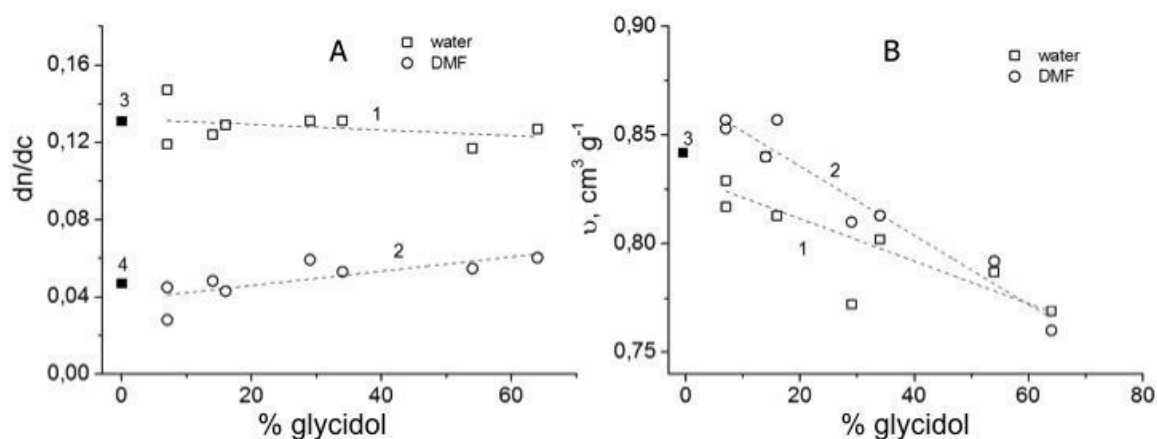 A
water
DMF
0,16
0,12
0,08
0,04
0,00
dn/dc
3
1
4
2
0 20 40 60
% glycidol
B
water
DMF
0,90
0,85
0,80
0,75
υ, cm³ g⁻¹
3
2
1
0 20 40 60 80
% glycidol